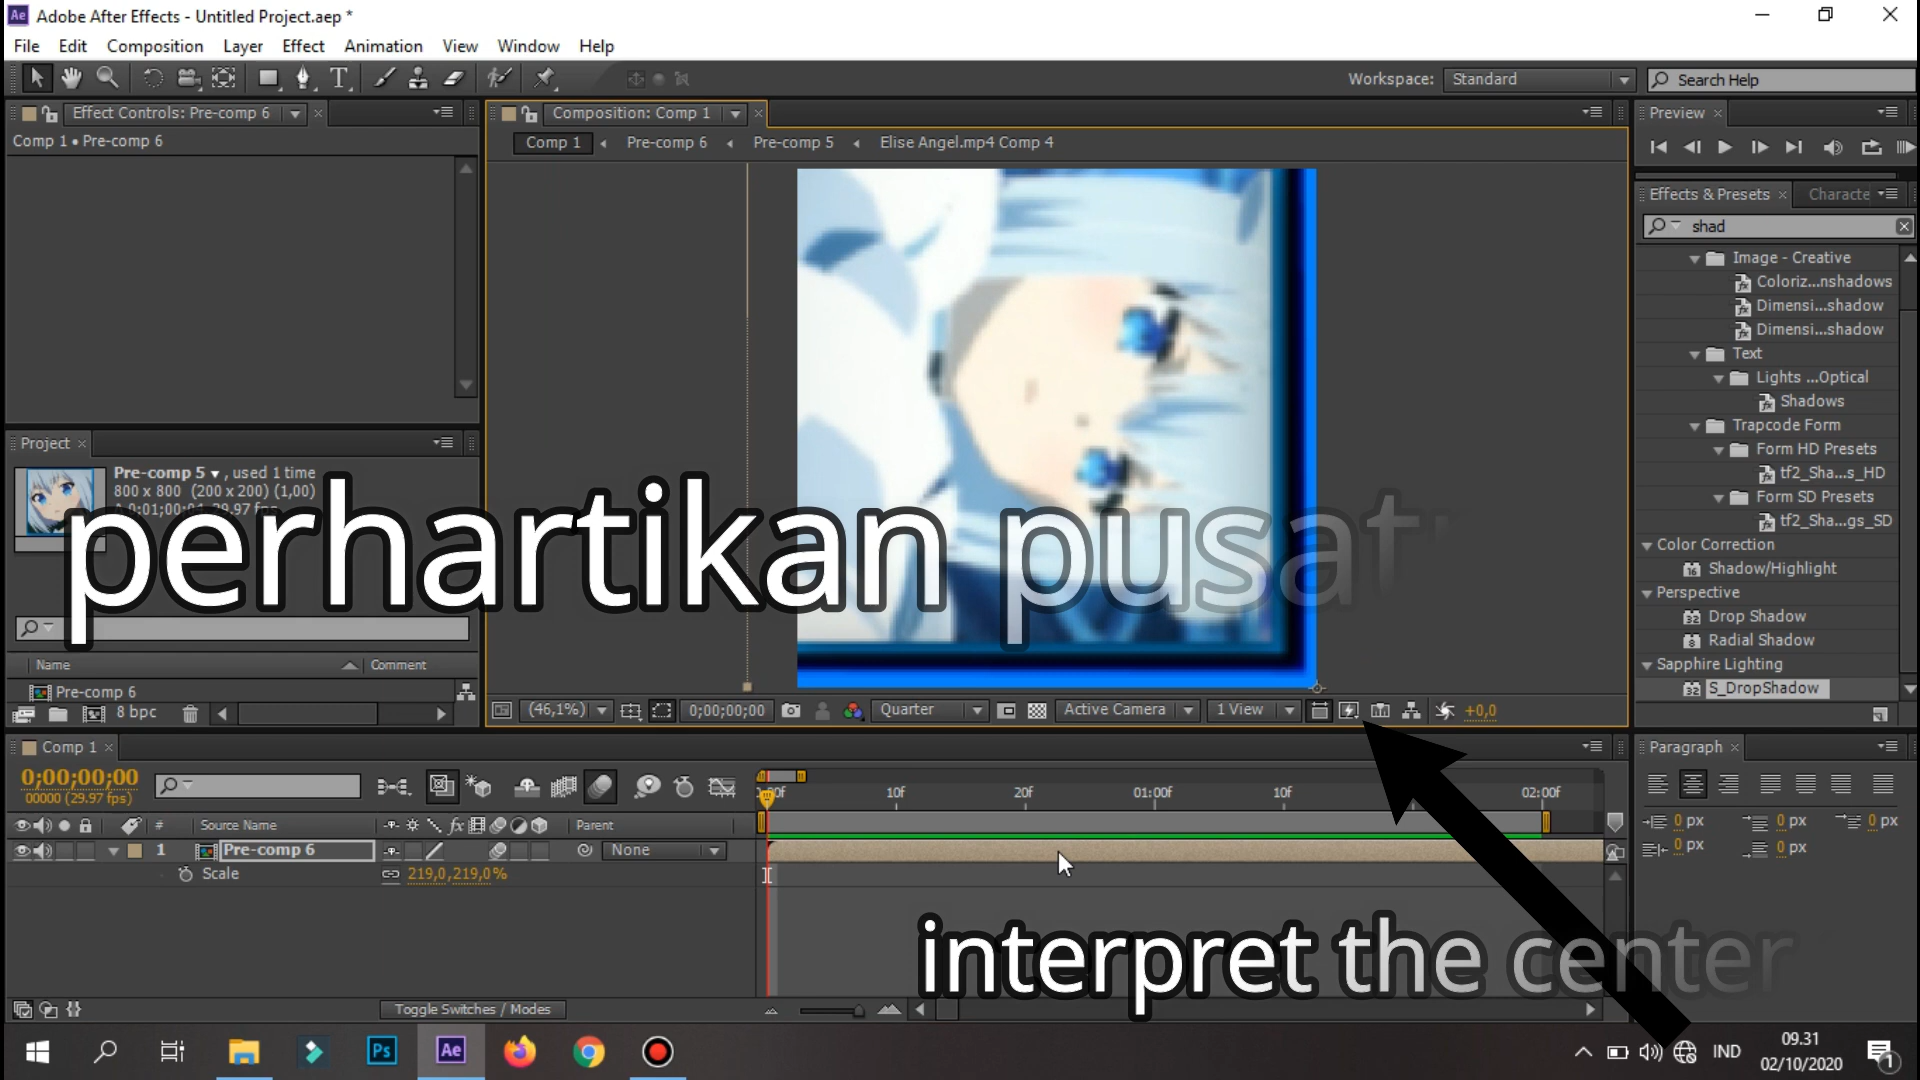 Adobe After Effects - Untitled Project.aep *
File Edit Composition Layer Effect Animation View Window Help
Workspace: Standard Search Help
Effect Controls: Pre-comp 6
Comp 1 • Pre-comp 6
Composition: Comp 1
Comp 1 Pre-comp 6 Pre-comp 5 Elise Angel.mp4 Comp 4
Preview
Effects & Presets Characte
shad
Image - Creative
Coloriz...nshadows
Dimensi...shadow
Dimensi...shadow
Text
Lights ...Optical
Shadows
Trapcode Form
Form HD Presets
tf2_Sha...s_HD
Form SD Presets
tf2_Sha...gs_SD
Color Correction
Shadow/Highlight
Perspective
Drop Shadow
Radial Shadow
Sapphire Lighting
S_DropShadow
Project
Pre-comp 5 , used 1 time
800 x 800 (200 x 200) (1,00)
perhartikan pusat
Name Comment
Pre-comp 6
8 bpc
(46,1%) 0;00;00;00 Quarter Active Camera 1 View +0,0
Comp 1
0;00;00;00
00000 (29.97 fps)
10f 20f 01:00f 10f 02:00f
# Source Name Parent
1 Pre-comp 6 None
Scale 219,0,219,0%
Paragraph
0 px 0 px 0 px
0 px 0 px
interpret the center
Toggle Switches / Modes
Ps Ae
IND
09.31
02/10/2020
1